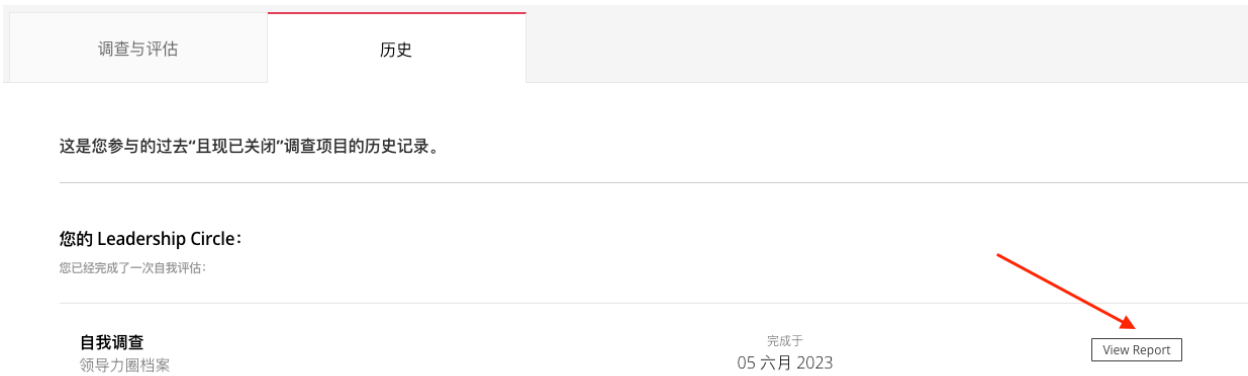 调查与评估
历史
这是您参与的过去“且现已关闭”调查项目的历史记录。
您的 Leadership Circle：
您已经完成了一次自我评估：
自我调查
领导力圈档案
完成于
05 六月 2023
View Report